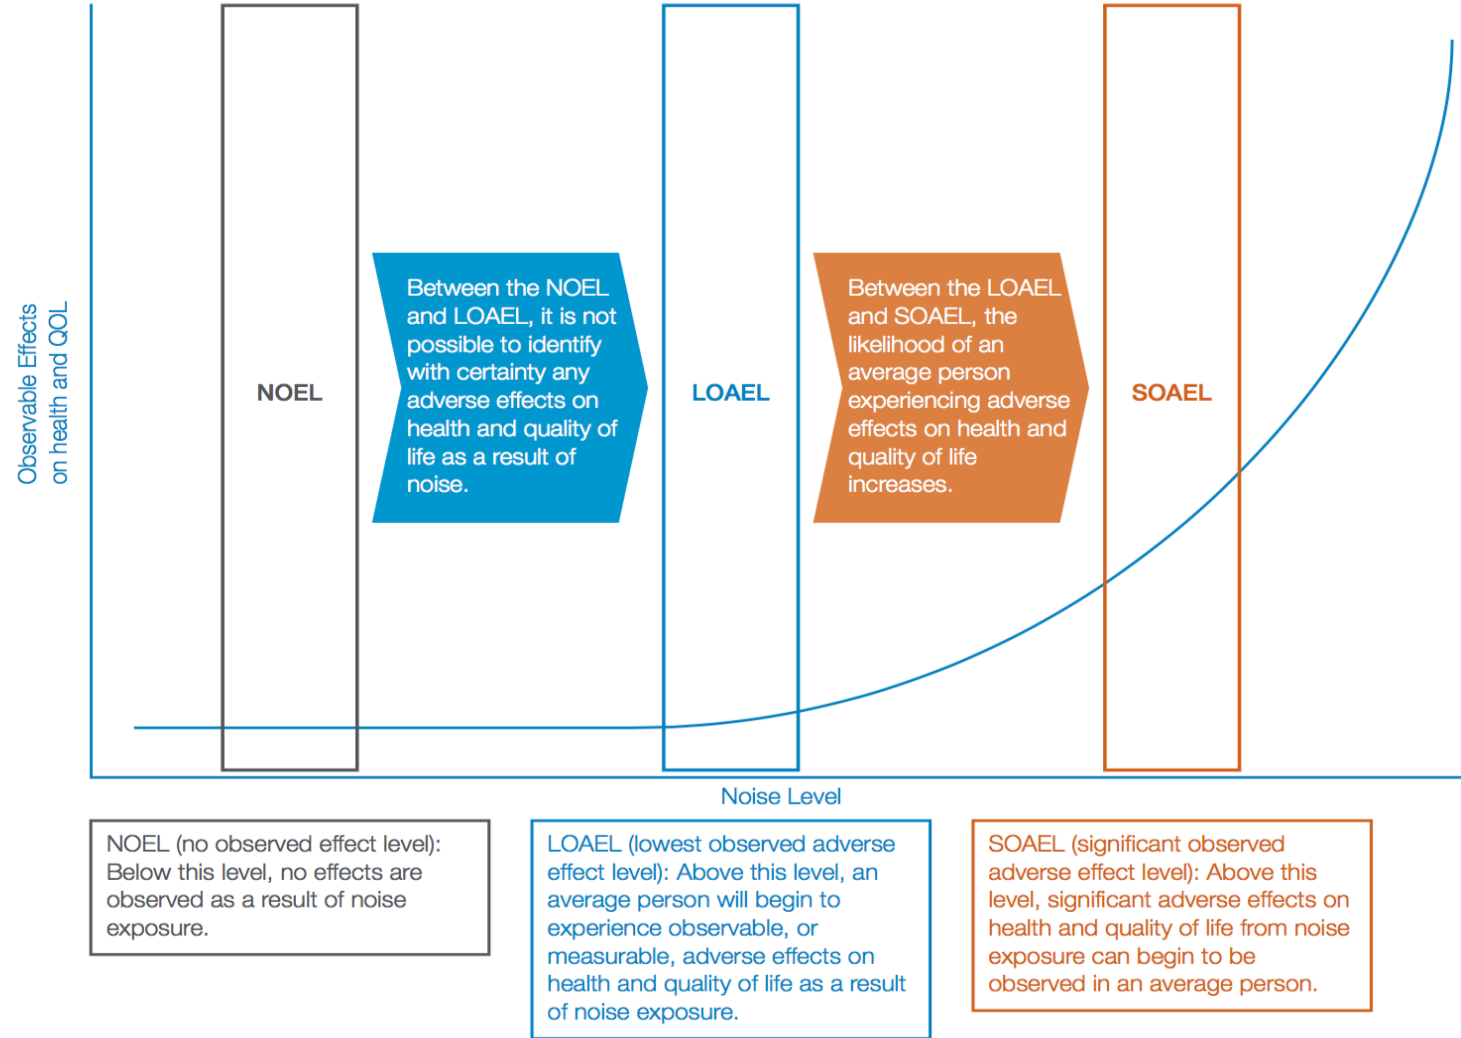 Observable Effects
on health and QOL
NOEL
Between the NOEL
and LOAEL, it is not
possible to identify
with certainty any
adverse effects on
health and quality of
life as a result of
noise.
LOAEL
Between the LOAEL
and SOAEL, the
likelihood of an
average person
experiencing adverse
effects on health and
quality of life
increases.
SOAEL
Noise Level
NOEL (no observed effect level):
Below this level, no effects are
observed as a result of noise
exposure.
LOAEL (lowest observed adverse
effect level): Above this level, an
average person will begin to
experience observable, or
measurable, adverse effects on
health and quality of life as a result
of noise exposure.
SOAEL (significant observed
adverse effect level): Above this
level, significant adverse effects on
health and quality of life from noise
exposure can begin to be
observed in an average person.